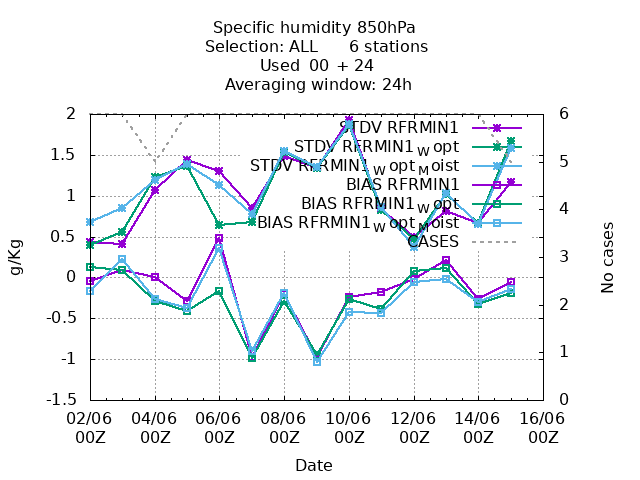 Specific humidity 850hPa
Selection: ALL      6 stations
Used  00 + 24
Averaging window: 24h
2
1.5
1
0.5
0
-0.5
-1
-1.5
g/Kg
6
5
4
3
2
1
0
No cases
STDV RFRMIN1
STDV RFRMIN1_W opt
STDV RFRMIN1_W opt_M oist
BIAS RFRMIN1
BIAS RFRMIN1_W opt
BIAS RFRMIN1_W opt_M oist
CASES
02/06 04/06 06/06 08/06 10/06 12/06 14/06 16/06
00Z 00Z 00Z 00Z 00Z 00Z 00Z 00Z
Date